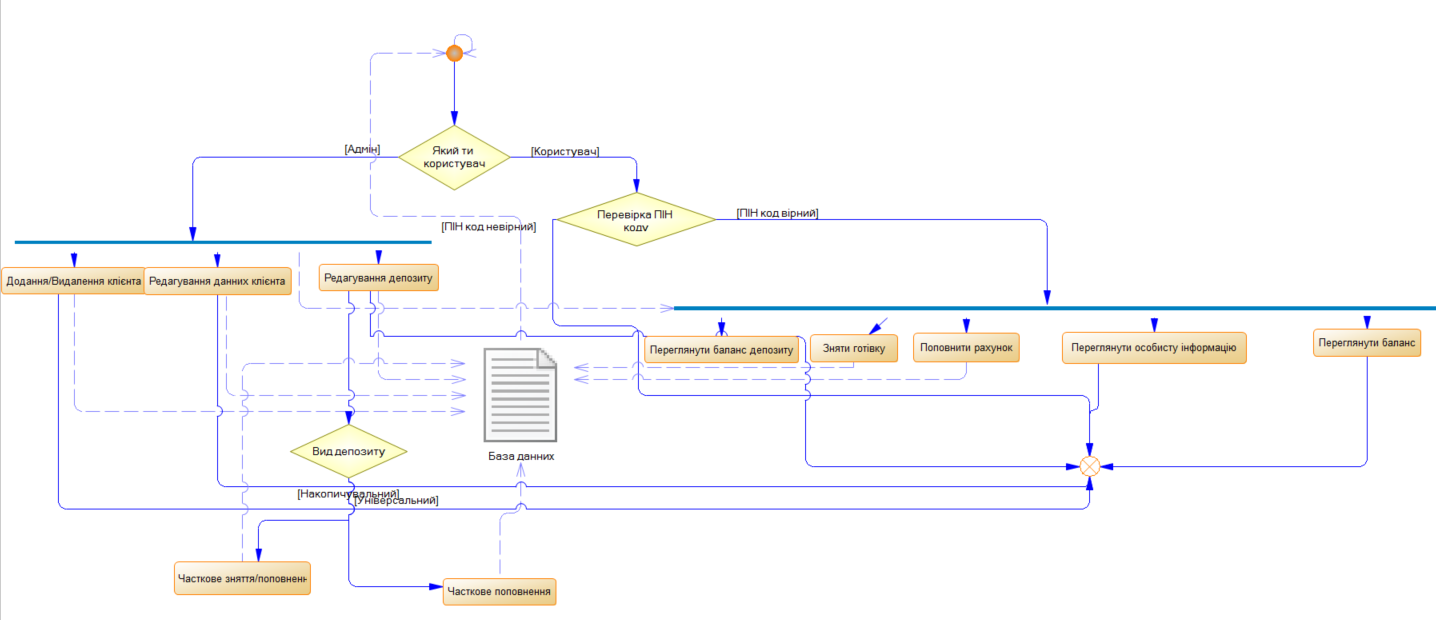 Який ти
користувач
[Адмін]
[Користувач]
Перевірка ПІН
коду
[ПІН код вірний]
[ПІН код невірний]
Додання/Видалення клієнта
Редагування данних клієнта
Редагування депозиту
Переглянути баланс депозиту
Зняти готівку
Поповнити рахунок
Переглянути особисту інформацію
Переглянути баланс
Вид депозиту
База данних
[Накопичувальний]
[Універсальний]
Часткове зняття/поповненн
Часткове поповнення